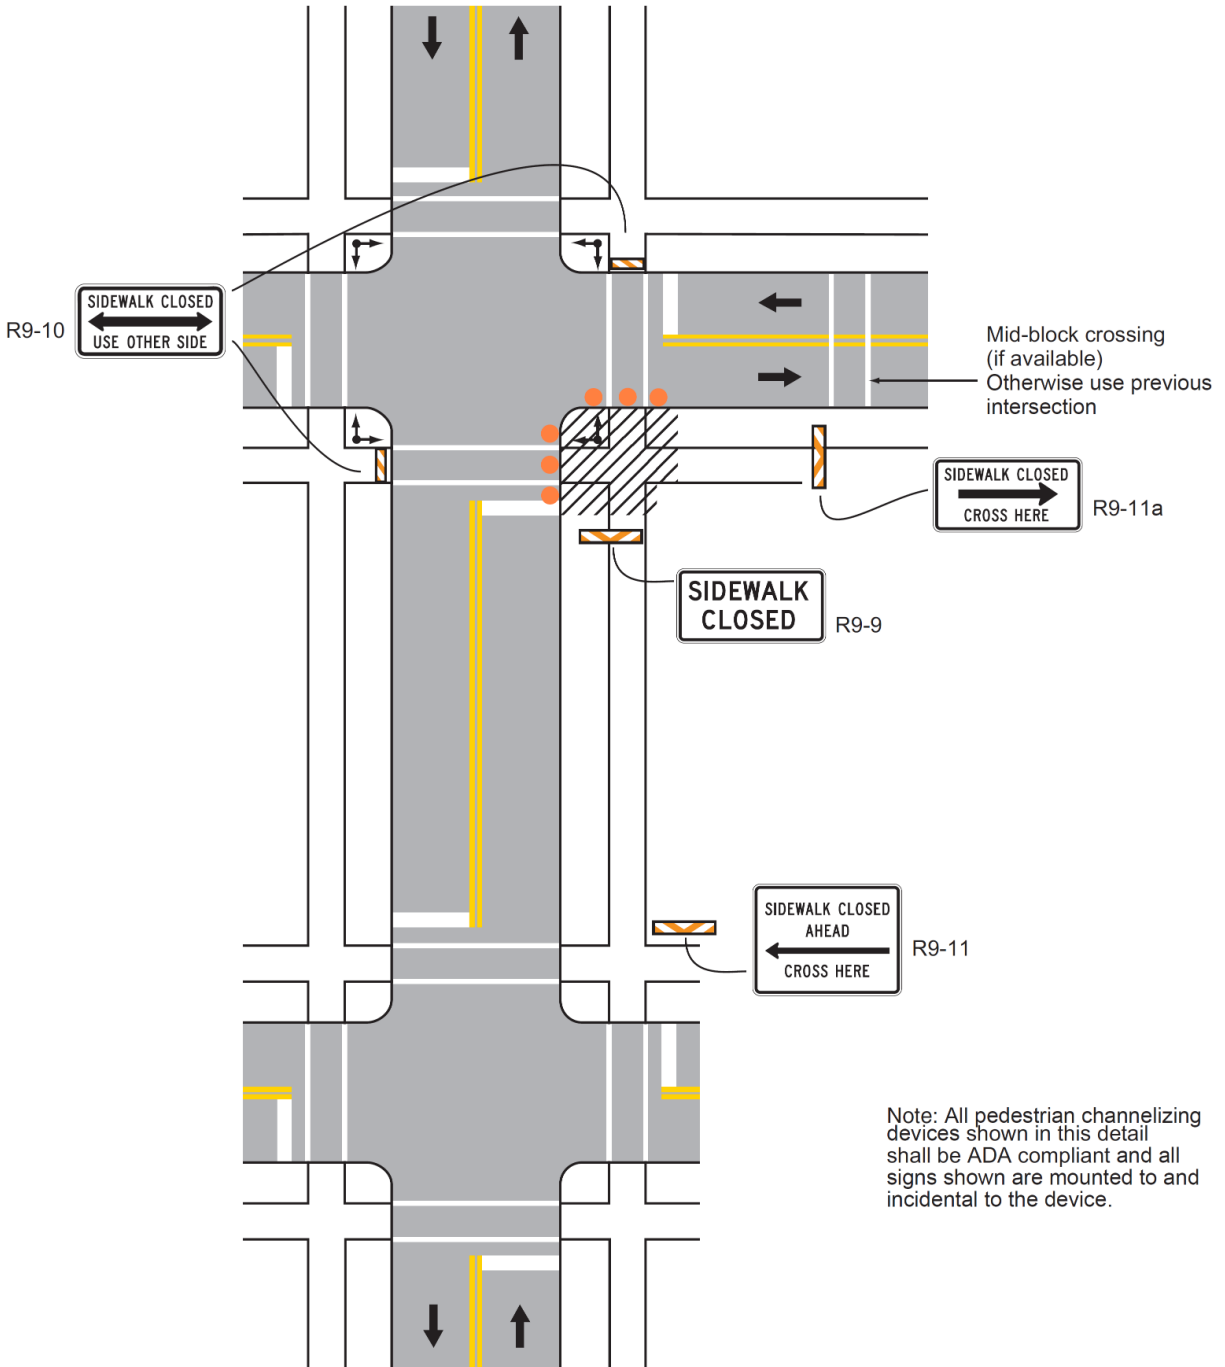 R9-10
SIDEWALK CLOSED
USE OTHER SIDE
Mid-block crossing
(if available)
Otherwise use previous
intersection
SIDEWALK CLOSED
CROSS HERE
R9-11a
SIDEWALK
CLOSED
R9-9
SIDEWALK CLOSED
AHEAD
CROSS HERE
R9-11
Note: All pedestrian channelizing
devices shown in this detail
shall be ADA compliant and all
signs shown are mounted to and
incidental to the device.